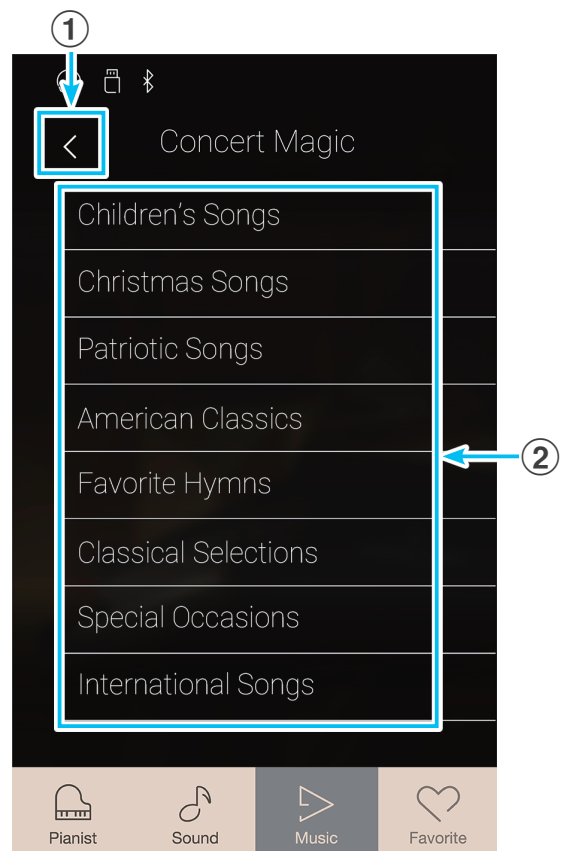 1
Concert Magic
Children's Songs
Christmas Songs
Patriotic Songs
American Classics
2
Favorite Hymns
Classical Selections
Special Occasions
International Songs
Pianist Sound Music Favorite